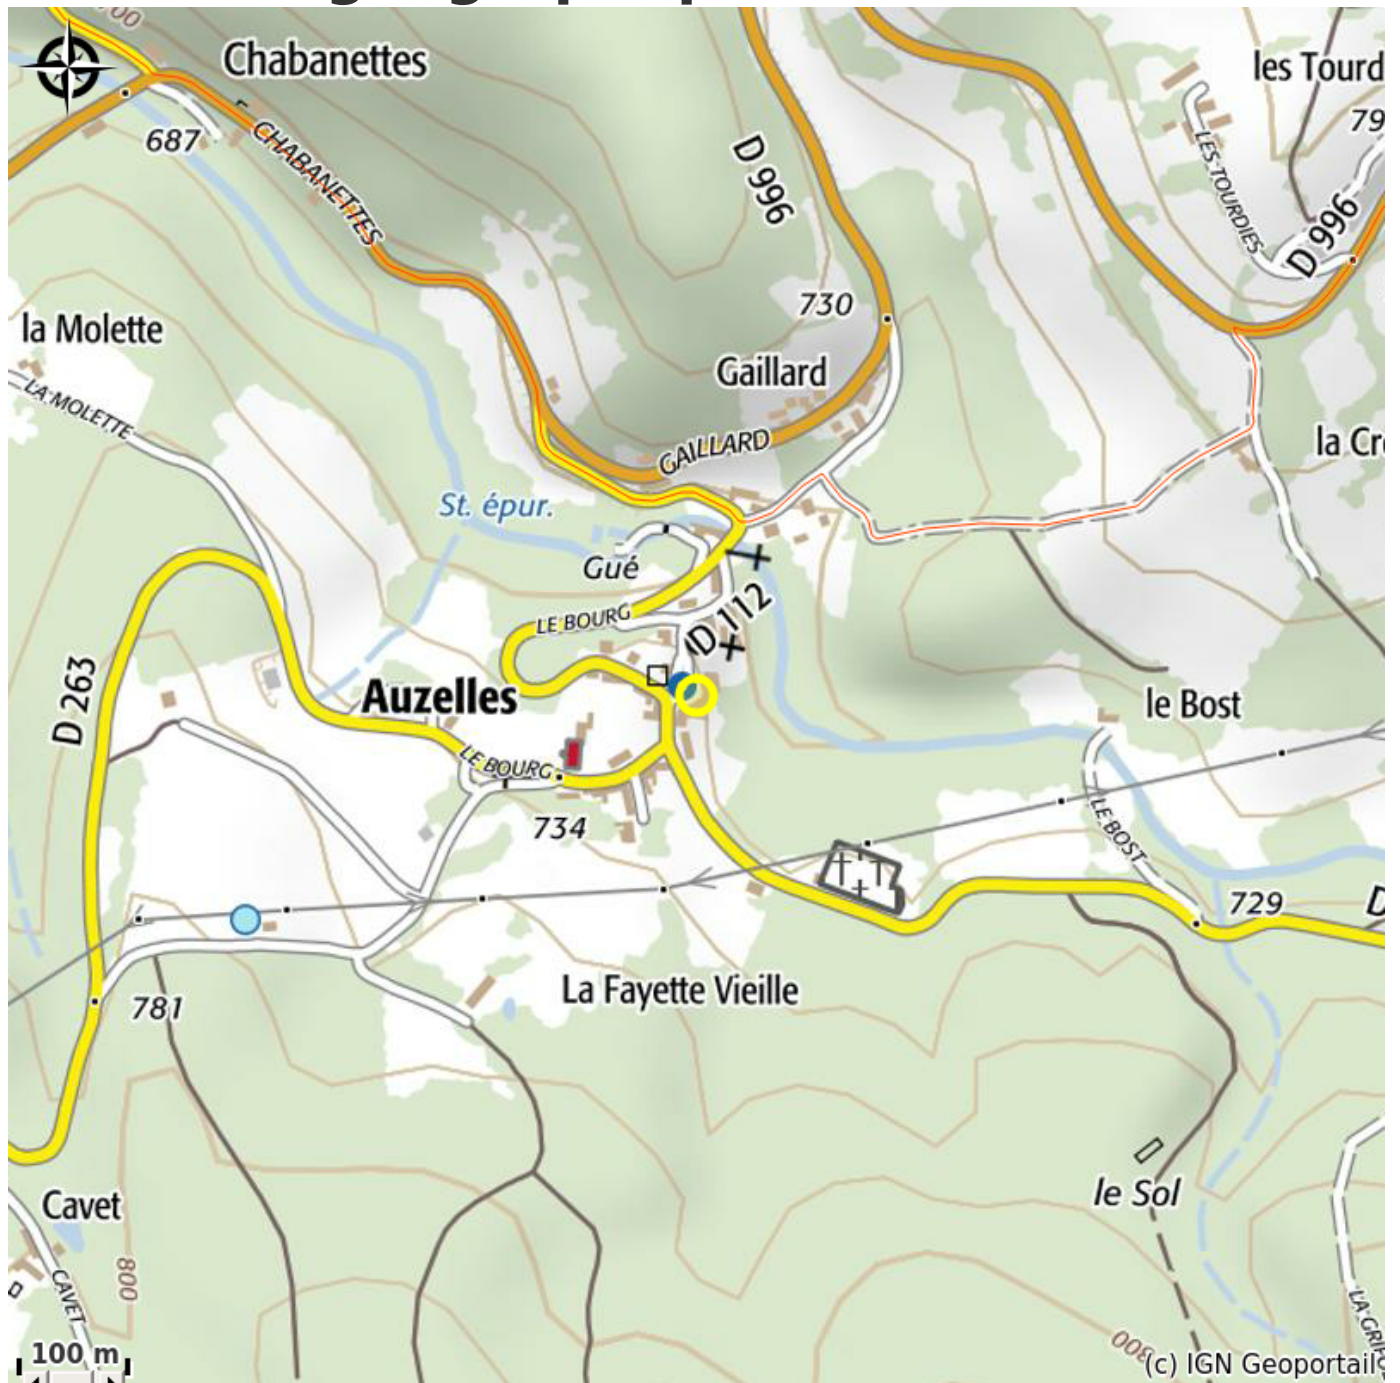 700
Chabanettes
les Tourd
687
CHABANETTES
D 996
79
LES TOURDIES
D 996
730
la Molette
Gaillard
LA MOLETTE
GAILLARD
la Cr
St. épur.
Gué
LE BOURG
D 112
D 263
Auzelles
le Bost
LE BOURG
734
LE BOST
729
D
La Fayette Vieille
781
le Sol
Cavet
800
CAVET
LA GRIFO
100 m
800
(c) IGN Geoportail